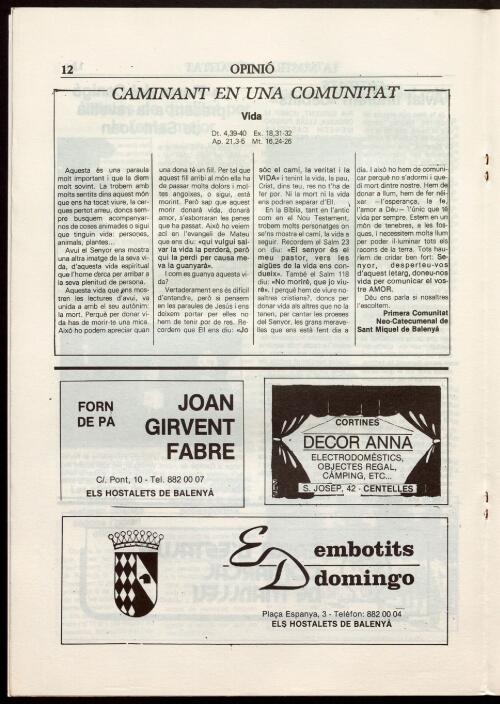 12
OPINIÓ
CAMINANT EN UNA COMUNITAT
Vida
Dt. 4,39-40 Ex. 18,31-32
Ap. 21,3-5 Mt. 16,24-26
Aquesta és una paraula
molt important i que la diem
molt sovint. La trobem amb
molts sentits dins aquest món
que ens ha tocat viure, la cer-
ques pertot arreu, doncs sem-
pre busquem acompanyar-
nos de coses animades o sigui
que tinguin vida: persones,
animals, plantes...
Avui el Senyor ens mostra
una altra imatge de la seva vi-
da, d'aquesta vida espiritual
que l'home cerca per arribar a
la seva plenitud de persona.
Aquesta vida que ens mos-
tren les lectures d'avui, va
unida a amb el seu autònim:
la mort. Perquè per donar vi-
da has de morir-te una mica.
Això ho podem apreciar quan
una dona té un fill. Per tal que
aquest fill arribi al món ella ha
de passar molts dolors i mol-
tes angoixes, o sigui, està
morint. Però sap que aquest
morir donarà vida, donarà
amor, s'esborraran les penes
que ha passat. Això ho veiem
ací en l'evangeli de Mateu
que ens diu: «qui vulgui sal-
var la vida la perderà, però
qui la perdi per causa me-
va la guanyarà».
I com es guanya aquesta vi-
da?
Vertaderament ens és difícil
d'entendre, però si pensem
en les paraules de Jesús i ens
deixem portar per elles no
hem de tenir por de res. Re-
cordem que Ell ens diu: «Jo
sóc el camí, la veritat i la
VIDA» i tenint la vida, la pau,
Crist, dins teu, res no t'ha de
fer por. Ni la mort ni la vida
ens podran separar d'Ell.
En la Bíblia, tant en l'antic
com en el Nou Testament,
trobem molts personatges on
se'ns mostra el camí, la vida a
seguir. Recordem el Salm 23
on diu: «El senyor és el
meu pastor, vers les
aigües de la vida ens con-
dueix». També el Salm 118
diu: «No moriré, que jo viu-
ré». I perquè hem de viure no-
saltres cristians?, doncs per
donar vida als altres que no la
tenen, per cantar les proeses
del Senyor, les grans meravе-
lles que ens està fent dia a
dia. I això ho hem de comuni-
car perquè no s'adormi i que-
di mort dintre nostre. Hem de
donar a llum, hem de fer néi-
xer —l'esperança, la fe,
l'amor a Déu— l'únic que té
vida per sempre. Estem en un
món de tenebres, a les fos-
ques, i necessitem molta llum
per poder il·luminar tots els
racons de la terra. Tots hau-
ríem de cridar ben fort: Se-
nyor, desperteu-vos
d'aquest letarg, doneu-nos
vida per comunicar el vos-
tre AMOR.
Déu ens parla si nosaltres
l'escoltem.
Primera Comunitat
Neo-Catecumenal de
Sant Miquel de Balenyà
FORN
DE PA
JOAN
GIRVENT
FABRE
C/. Pont, 10 - Tel. 882 00 07
ELS HOSTALETS DE BALENYÀ
CORTINES
DECOR ANNA
ELECTRODOMÈSTICS,
OBJECTES REGAL,
CÀMPING, ETC...
S. JOSEP, 42 - CENTELLES
ED embotits
domingo
Plaça Espanya, 3 - Telèfon: 882 00 04
ELS HOSTALETS DE BALENYÀ